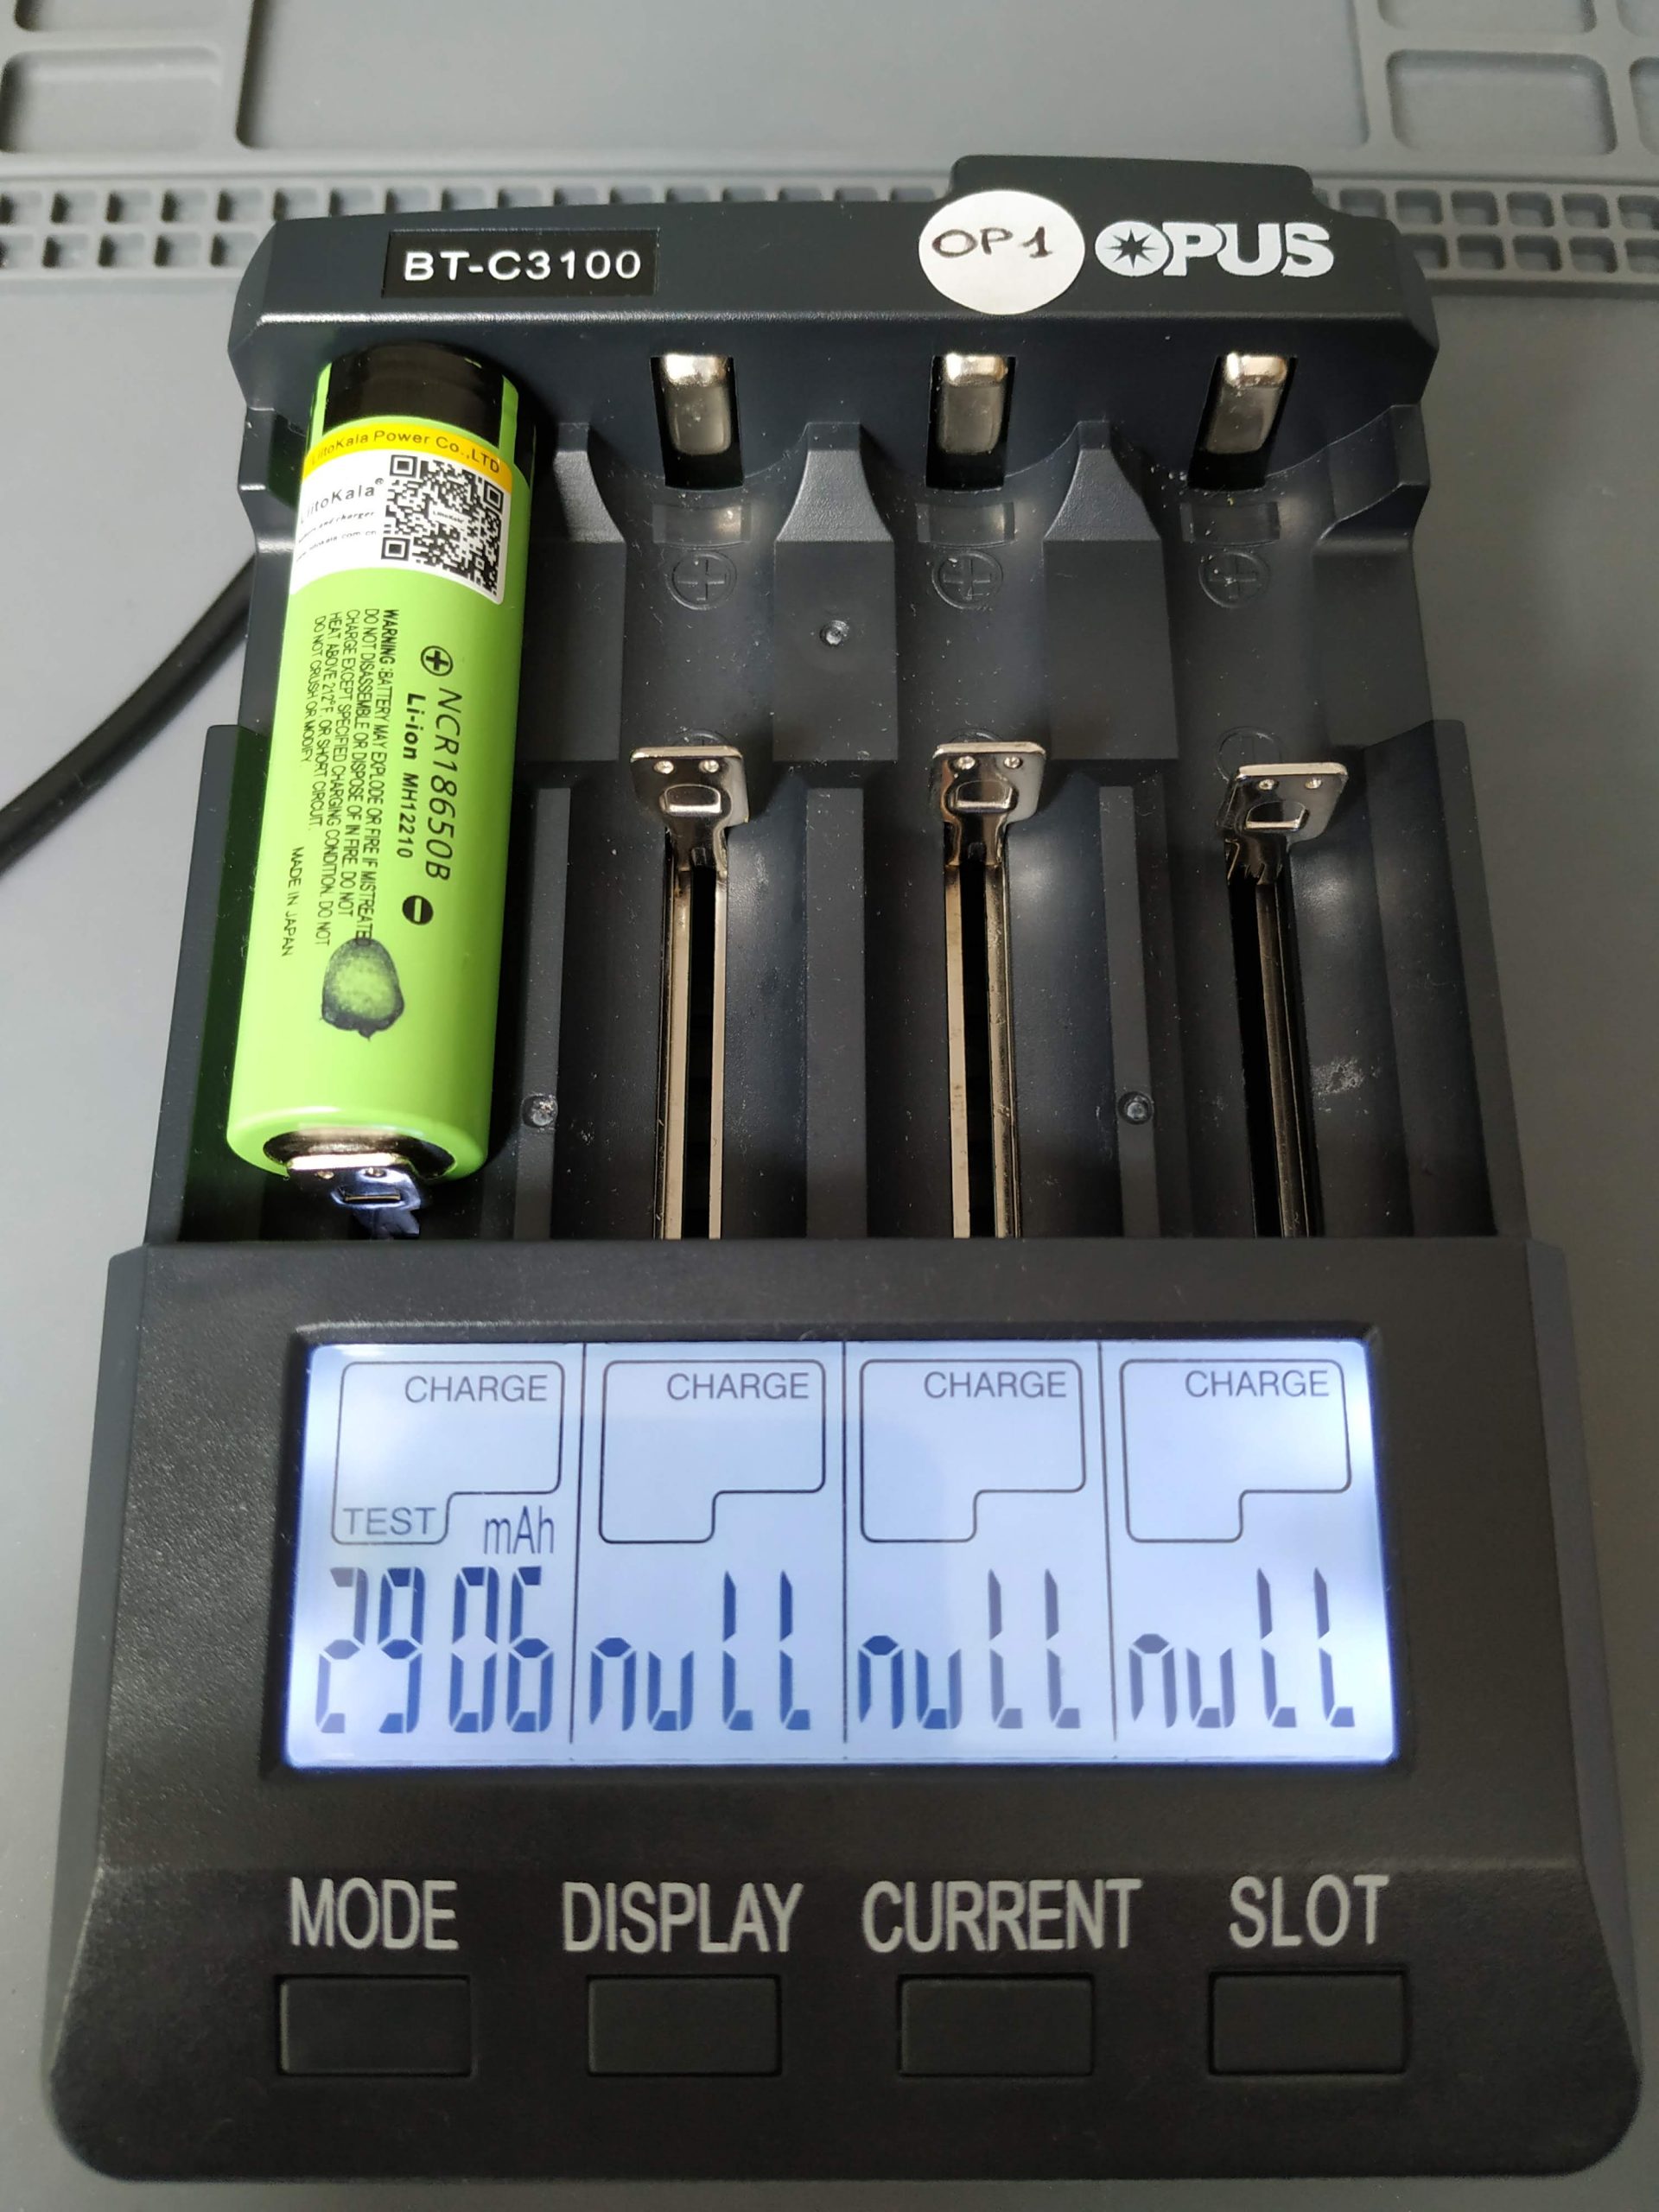 BT-C3100
OP1
OPUS
LiitoKala Power Co.,LTD
LiitoKala®
and charger
NCR18650B
Li-ion MH12210
WARNING :BATTERY MAY EXPLODE OR FIRE IF MISTREATED
DO NOT DISASSEMBLE OR DISPOSE OF IN FIRE. DO NOT
CHARGE EXCEPT SPECIFIED CHARGING CONDITION. DO NOT
HEAT ABOVE 212°F. OR SHORT CIRCUIT.
DO NOT CRUSH OR MODIFY.
MADE IN JAPAN
CHARGE
CHARGE
CHARGE
CHARGE
TEST
mAh
2906
null
null
null
MODE
DISPLAY
CURRENT
SLOT